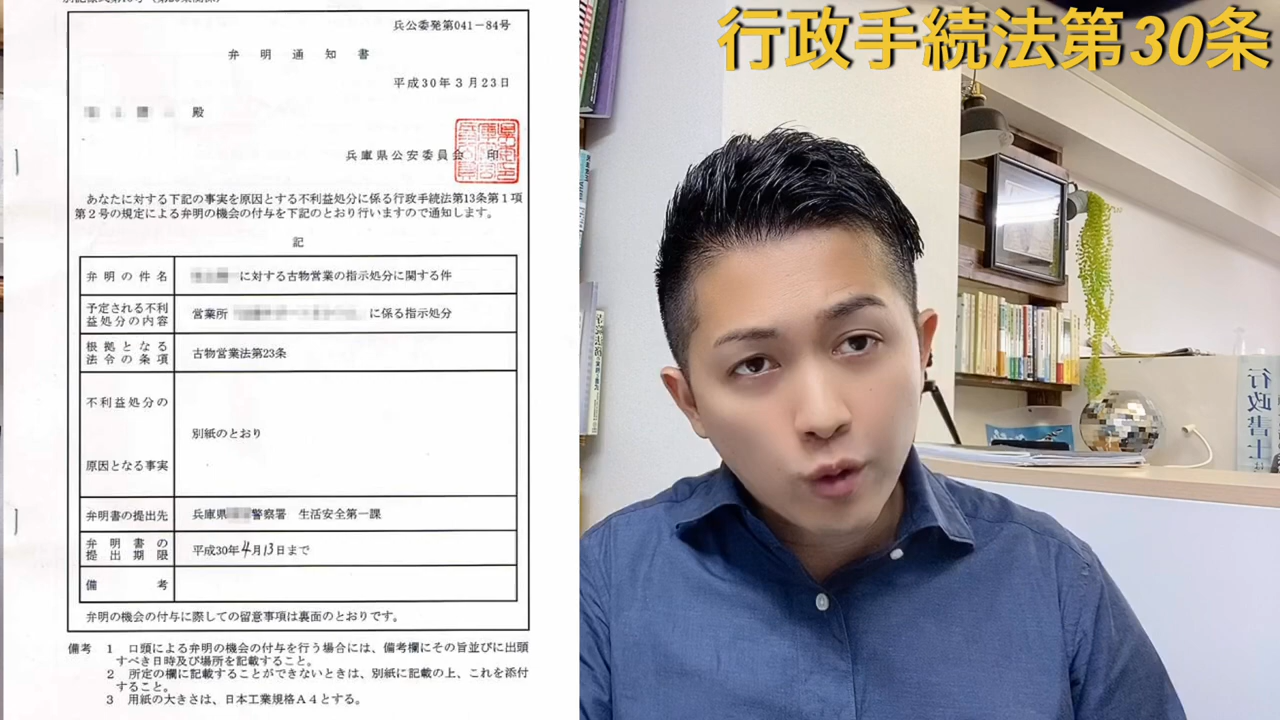 行政手続法第30条
兵公委発第041-84号
弁明通知書
平成30年3月23日
殿
兵庫県公安委員会 印
あなたに対する下記の事実を原因とする不利益処分に係る行政手続法第13条第1項
第2号の規定による弁明の機会の付与を下記のとおり行いますので通知します。
記
弁明の件名
に対する古物営業の指示処分に関する件
予定される不利
益処分の内容
営業所 に係る指示処分
根拠となる
法令の条項
古物営業法第23条
不利益処分の
原因となる事実
別紙のとおり
弁明書の提出先
兵庫県 警察署 生活安全第一課
弁明書の
提出期限
平成30年4月13日まで
備考
弁明の機会の付与に際しての留意事項は裏面のとおりです。
備考 1 口頭による弁明の機会の付与を行う場合には、備考欄にその旨並びに出頭
すべき日時及び場所を記載すること。
2 所定の欄に記載することができないときは、別紙に記載の上、これを添付
すること。
3 用紙の大きさは、日本工業規格A4とする。
行政書士